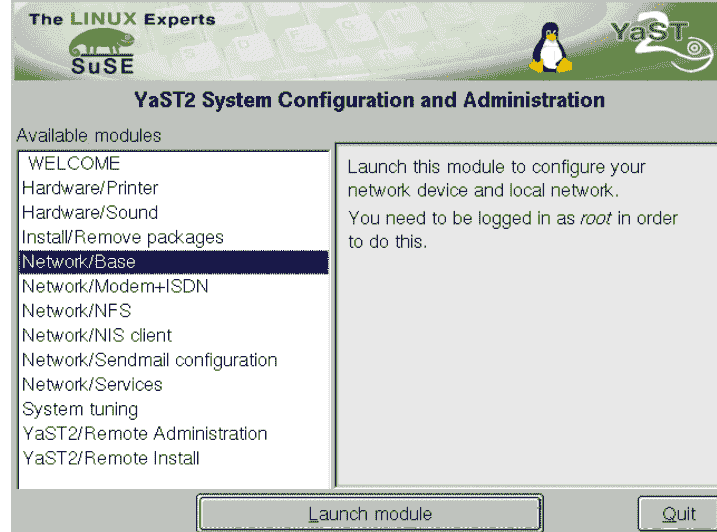 The LINUX Experts
SuSE
YaST2
YaST2 System Configuration and Administration
Available modules
WELCOME
Hardware/Printer
Hardware/Sound
Install/Remove packages
Network/Base
Network/Modem+ISDN
Network/NFS
Network/NIS client
Network/Sendmail configuration
Network/Services
System tuning
YaST2/Remote Administration
YaST2/Remote Install
Launch this module to configure your
network device and local network.
You need to be logged in as root in order
to do this.
Launch module
Quit